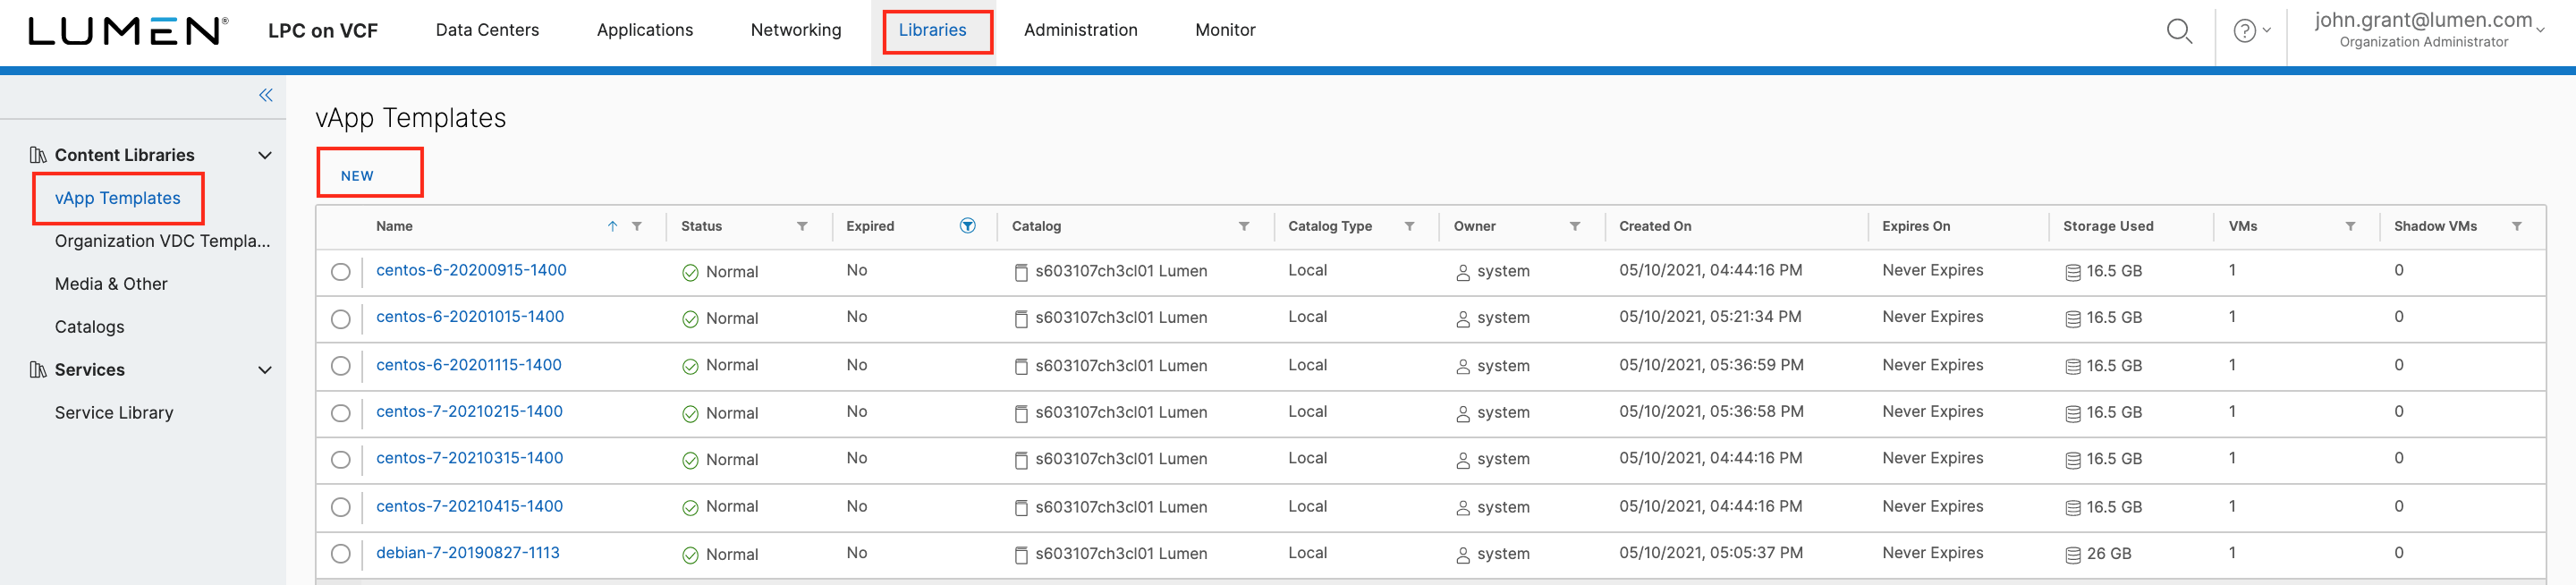 LUMEN® LPC on VCF Data Centers Applications Networking Libraries Administration Monitor john.grant@lumen.com
Organization Administrator
vApp Templates
Content Libraries
vApp Templates
Organization VDC Templa...
Media & Other
Catalogs
Services
Service Library
NEW
Name Status Expired Catalog Catalog Type Owner Created On Expires On Storage Used VMs Shadow VMs
centos-6-20200915-1400 Normal No s603107ch3cl01 Lumen Local system 05/10/2021, 04:44:16 PM Never Expires 16.5 GB 1 0
centos-6-20201015-1400 Normal No s603107ch3cl01 Lumen Local system 05/10/2021, 05:21:34 PM Never Expires 16.5 GB 1 0
centos-6-20201115-1400 Normal No s603107ch3cl01 Lumen Local system 05/10/2021, 05:36:59 PM Never Expires 16.5 GB 1 0
centos-7-20210215-1400 Normal No s603107ch3cl01 Lumen Local system 05/10/2021, 05:36:58 PM Never Expires 16.5 GB 1 0
centos-7-20210315-1400 Normal No s603107ch3cl01 Lumen Local system 05/10/2021, 04:44:16 PM Never Expires 16.5 GB 1 0
centos-7-20210415-1400 Normal No s603107ch3cl01 Lumen Local system 05/10/2021, 04:44:16 PM Never Expires 16.5 GB 1 0
debian-7-20190827-1113 Normal No s603107ch3cl01 Lumen Local system 05/10/2021, 05:05:37 PM Never Expires 26 GB 1 0